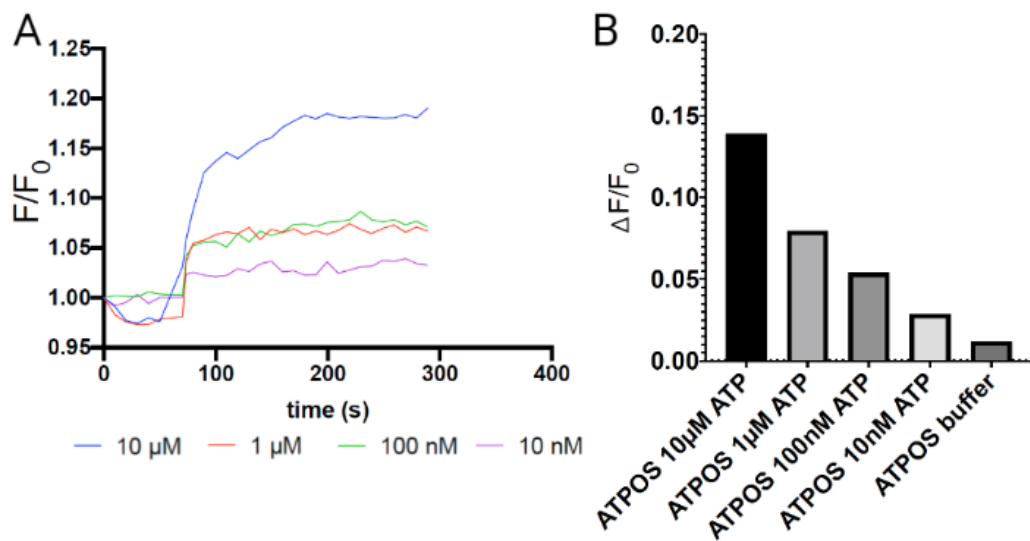 A
1.25
1.20
1.15
1.10
1.05
1.00
0.95
F/F0
0 100 200 300 400
time (s)
10 µM 1 µM 100 nM 10 nM
B
0.20
0.15
0.10
0.05
0.00
ΔF/F0
ATPOS 10µM ATP
ATPOS 1µM ATP
ATPOS 100nM ATP
ATPOS 10nM ATP
ATPOS buffer